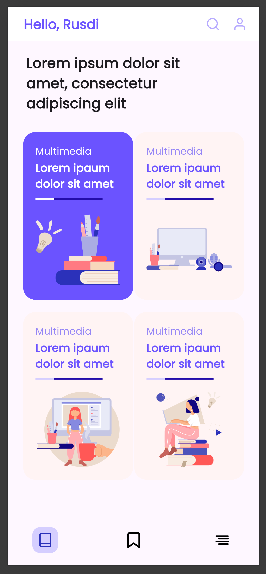 Hello, Rusdi
Lorem ipsum dolor sit
amet, consectetur
adipiscing elit
Multimedia
Lorem ipaum
dolor sit amet
Multimedia
Lorem ipaum
dolor sit amet
Multimedia
Lorem ipaum
dolor sit amet
Multimedia
Lorem ipaum
dolor sit amet